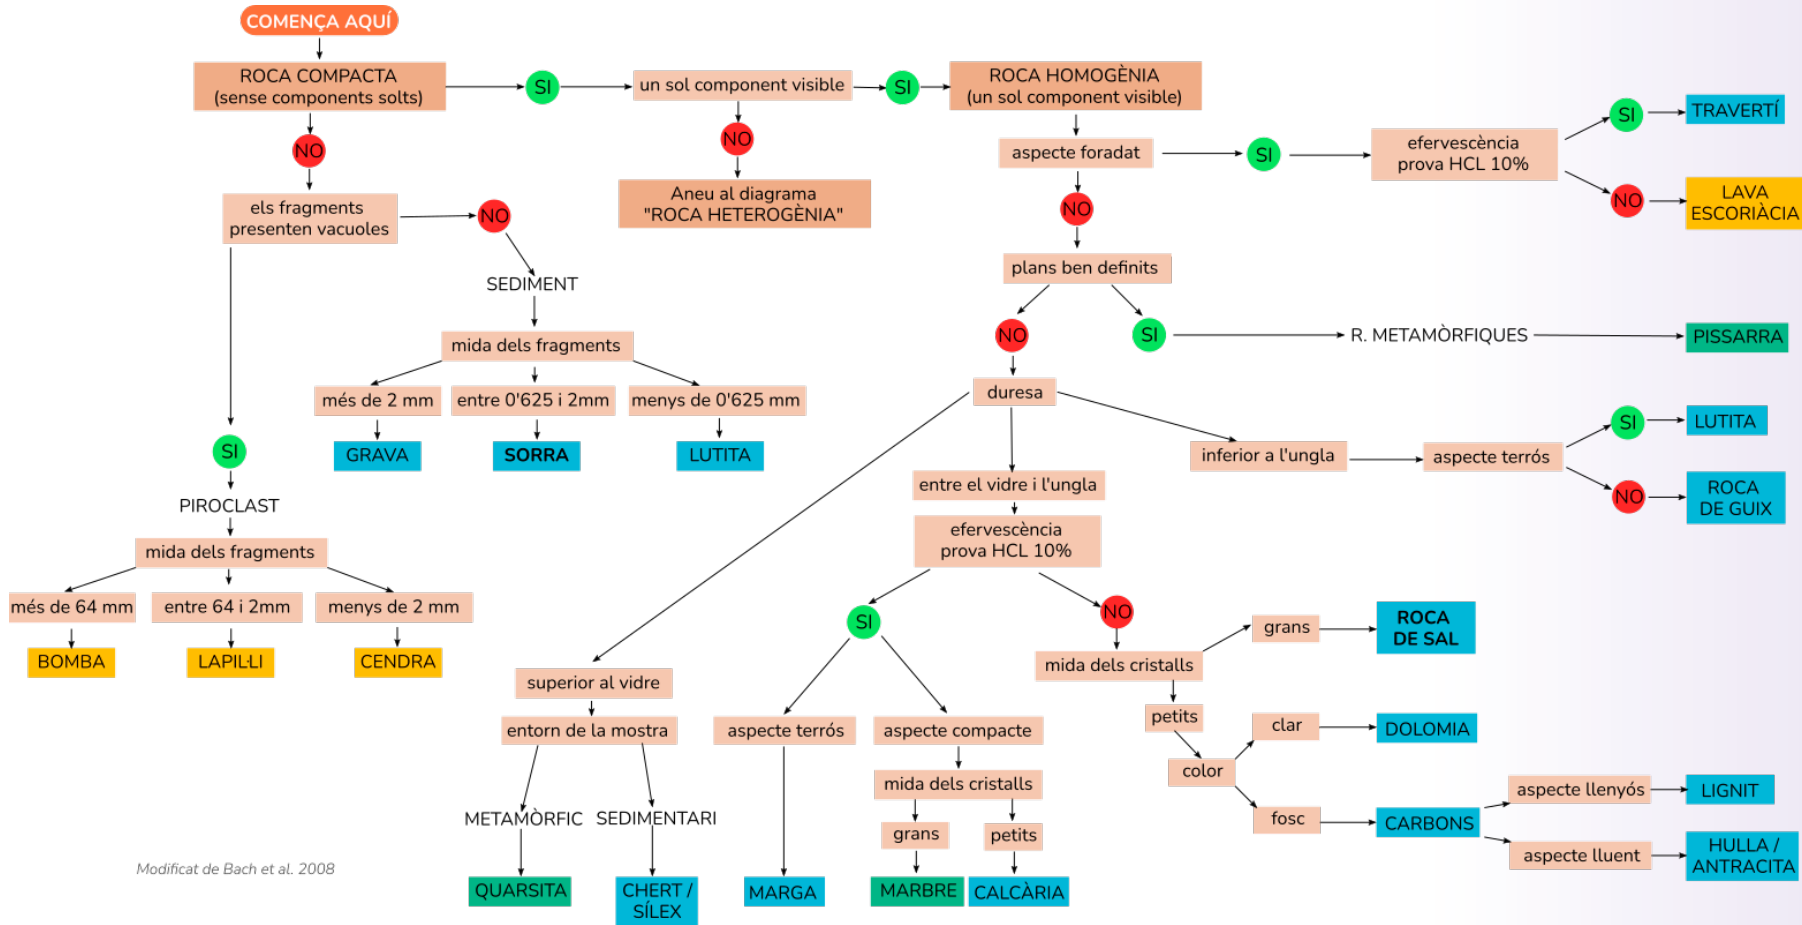 COMENÇA AQUÍ
ROCA COMPACTA
(sense components solts)
SI
un sol component visible
SI
ROCA HOMOGÈNIA
(un sol component visible)
NO
NO
aspecte foradat
SI
efervescència
prova HCL 10%
SI
TRAVERTÍ
NO
LAVA
ESCORIÀCIA
Aneu al diagrama
"ROCA HETEROGÈNIA"
els fragments
presenten vacuoles
NO
NO
plans ben definits
SEDIMENT
NO
SI
R. METAMÒRFIQUES
PISSARRA
mida dels fragments
més de 2 mm
entre 0'625 i 2mm
menys de 0'625 mm
GRAVA
SORRA
LUTITA
duresa
inferior a l'ungla
aspecte terrós
SI
LUTITA
NO
ROCA
DE GUIX
SI
PIROCLAST
mida dels fragments
més de 64 mm
entre 64 i 2mm
menys de 2 mm
BOMBA
LAPIL·LI
CENDRA
entre el vidre i l'ungla
efervescència
prova HCL 10%
SI
NO
mida dels cristalls
grans
ROCA
DE SAL
petits
color
clar
DOLOMIA
fosc
CARBONS
aspecte llenyós
LIGNIT
aspecte lluent
HULLA /
ANTRACITA
superior al vidre
entorn de la mostra
METAMÒRFIC
SEDIMENTARI
QUARSITA
CHERT /
SÍLEX
aspecte terrós
MARGA
aspecte compacte
mida dels cristalls
grans
petits
MARBRE
CALCÀRIA
Modificat de Bach et al. 2008